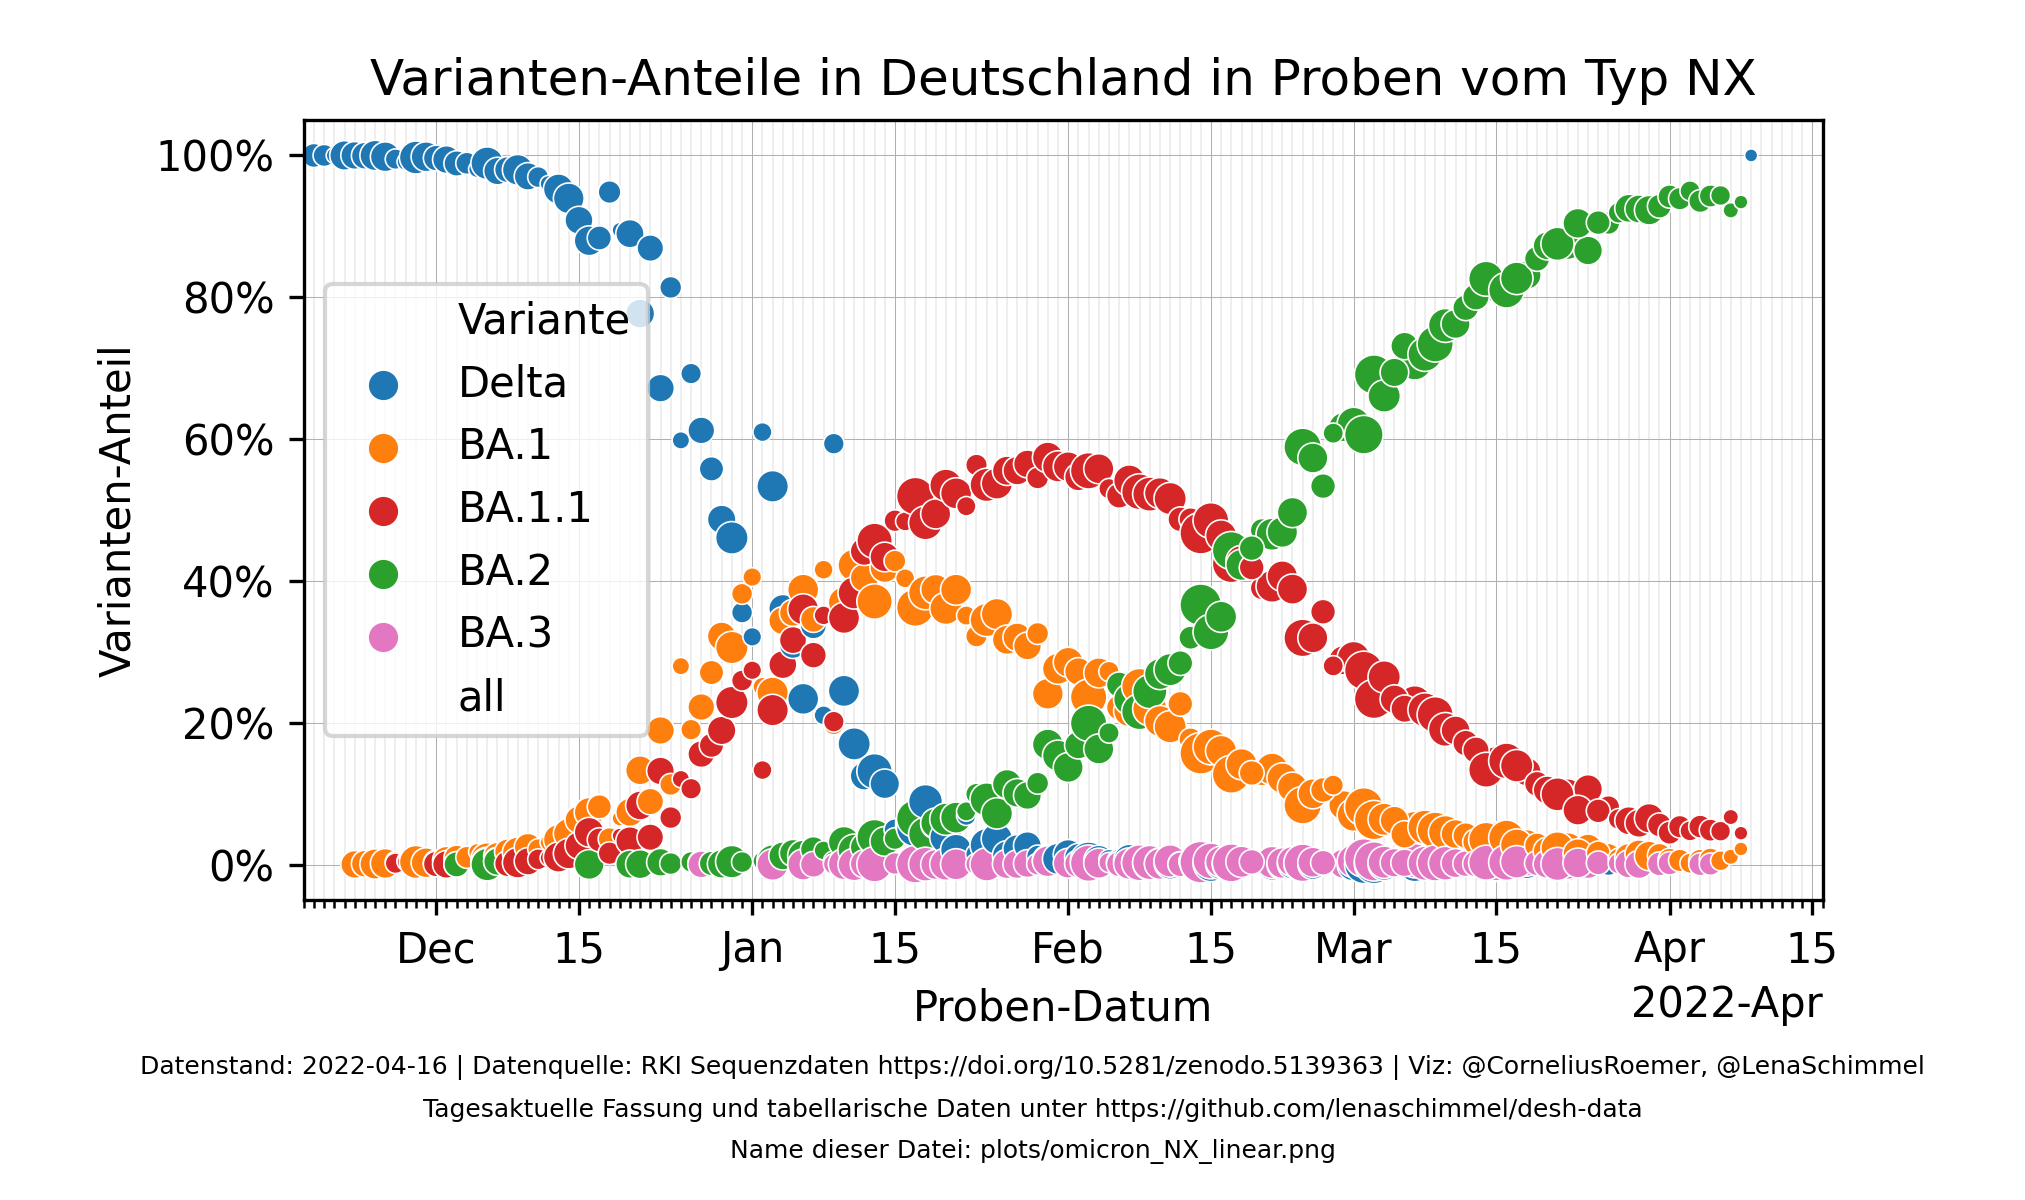 Varianten-Anteile in Deutschland in Proben vom Typ NX
Varianten-Anteil
100%
80%
60%
40%
20%
0%
Variante
Delta
BA.1
BA.1.1
BA.2
BA.3
all
Dec 15 Jan 15 Feb 15 Mar 15 Apr 15
Proben-Datum
2022-Apr
Datenstand: 2022-04-16 | Datenquelle: RKI Sequenzdaten https://doi.org/10.5281/zenodo.5139363 | Viz: @CorneliusRoemer, @LenaSchimmel
Tagesaktuelle Fassung und tabellarische Daten unter https://github.com/lenaschimmel/desh-data
Name dieser Datei: plots/omicron_NX_linear.png